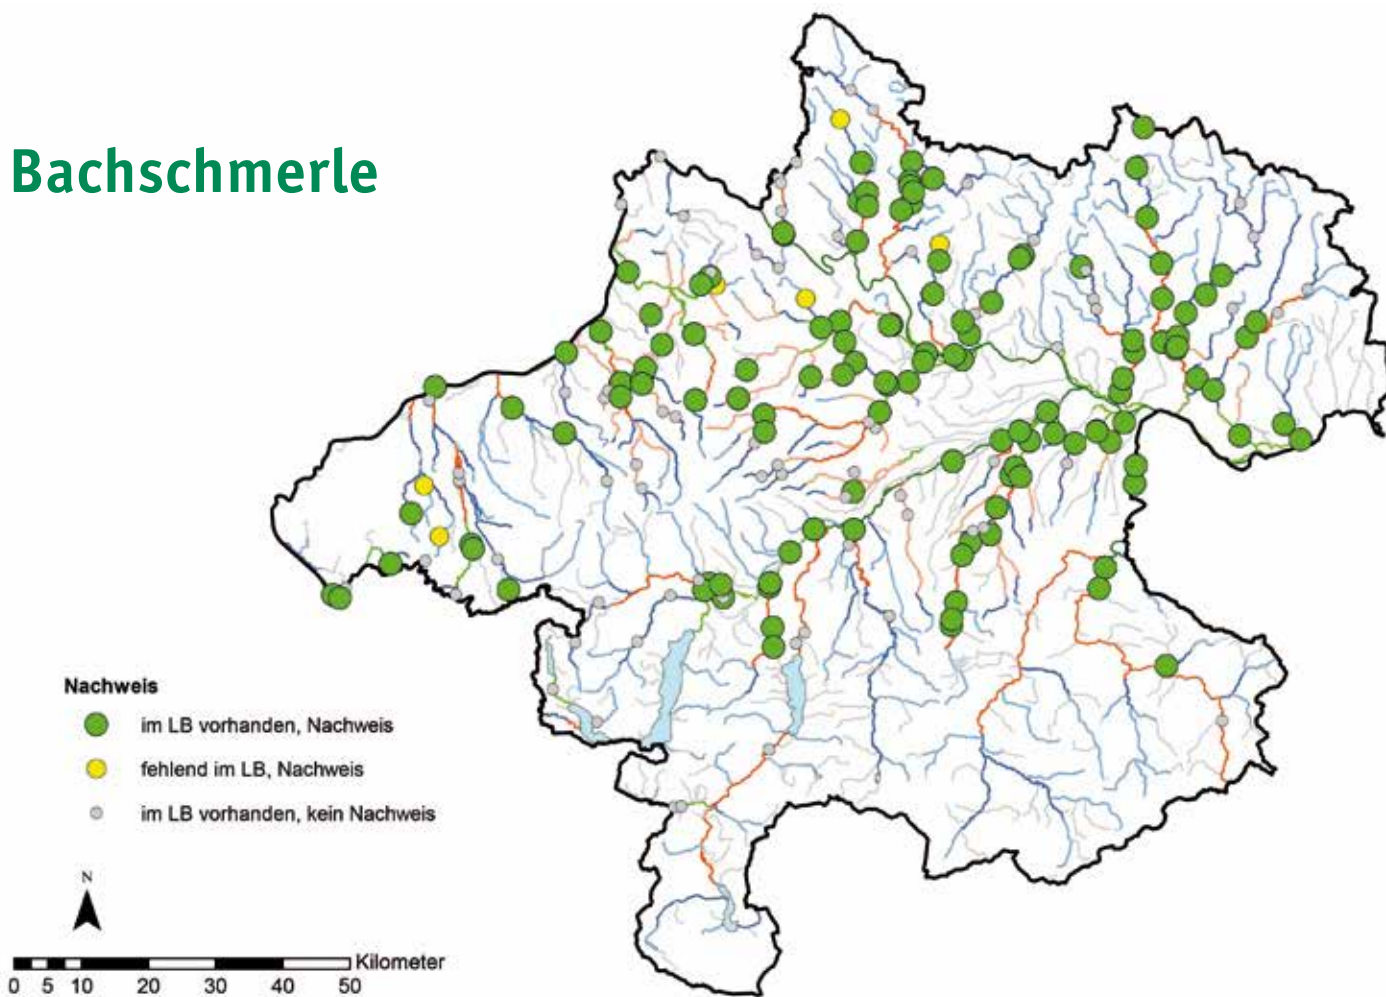 Bachschmerle
Nachweis
im LB vorhanden, Nachweis
fehlend im LB, Nachweis
im LB vorhanden, kein Nachweis
N
Kilometer
0 5 10 20 30 40 50